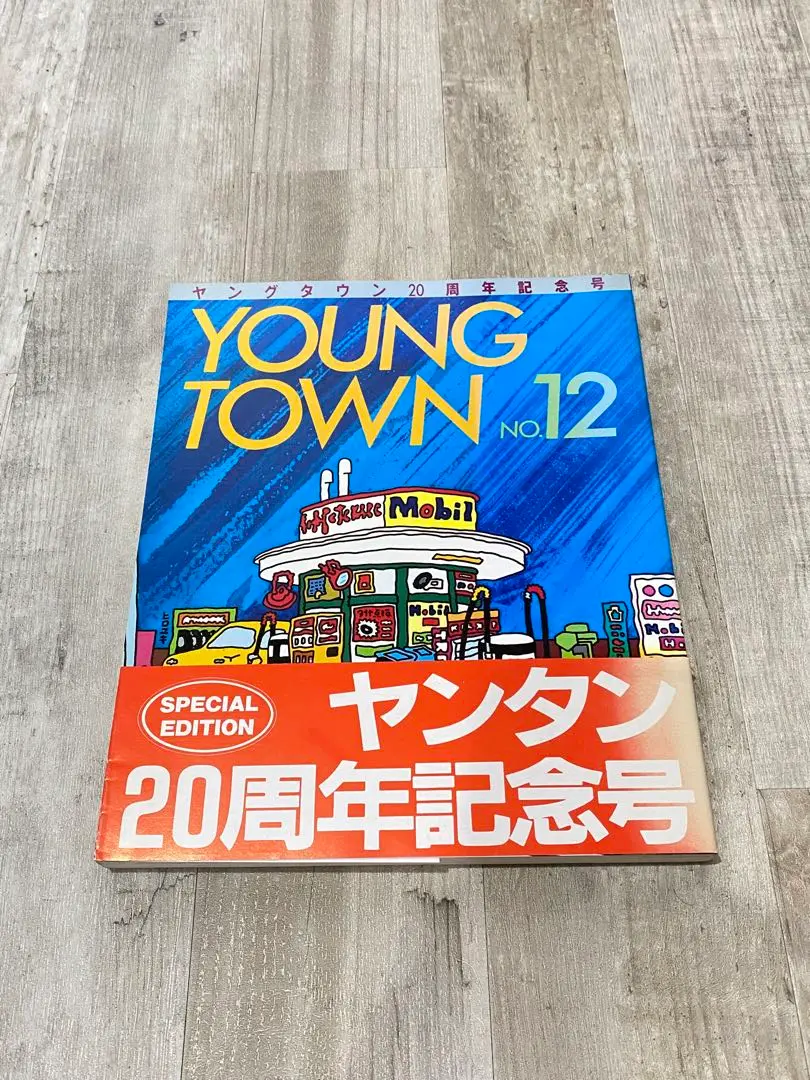 ヤングタウン20周年記念号
YOUNG
TOWN NO.12
Mobil
Mobil
SPECIAL
EDITION
ヤンタン
20周年記念号